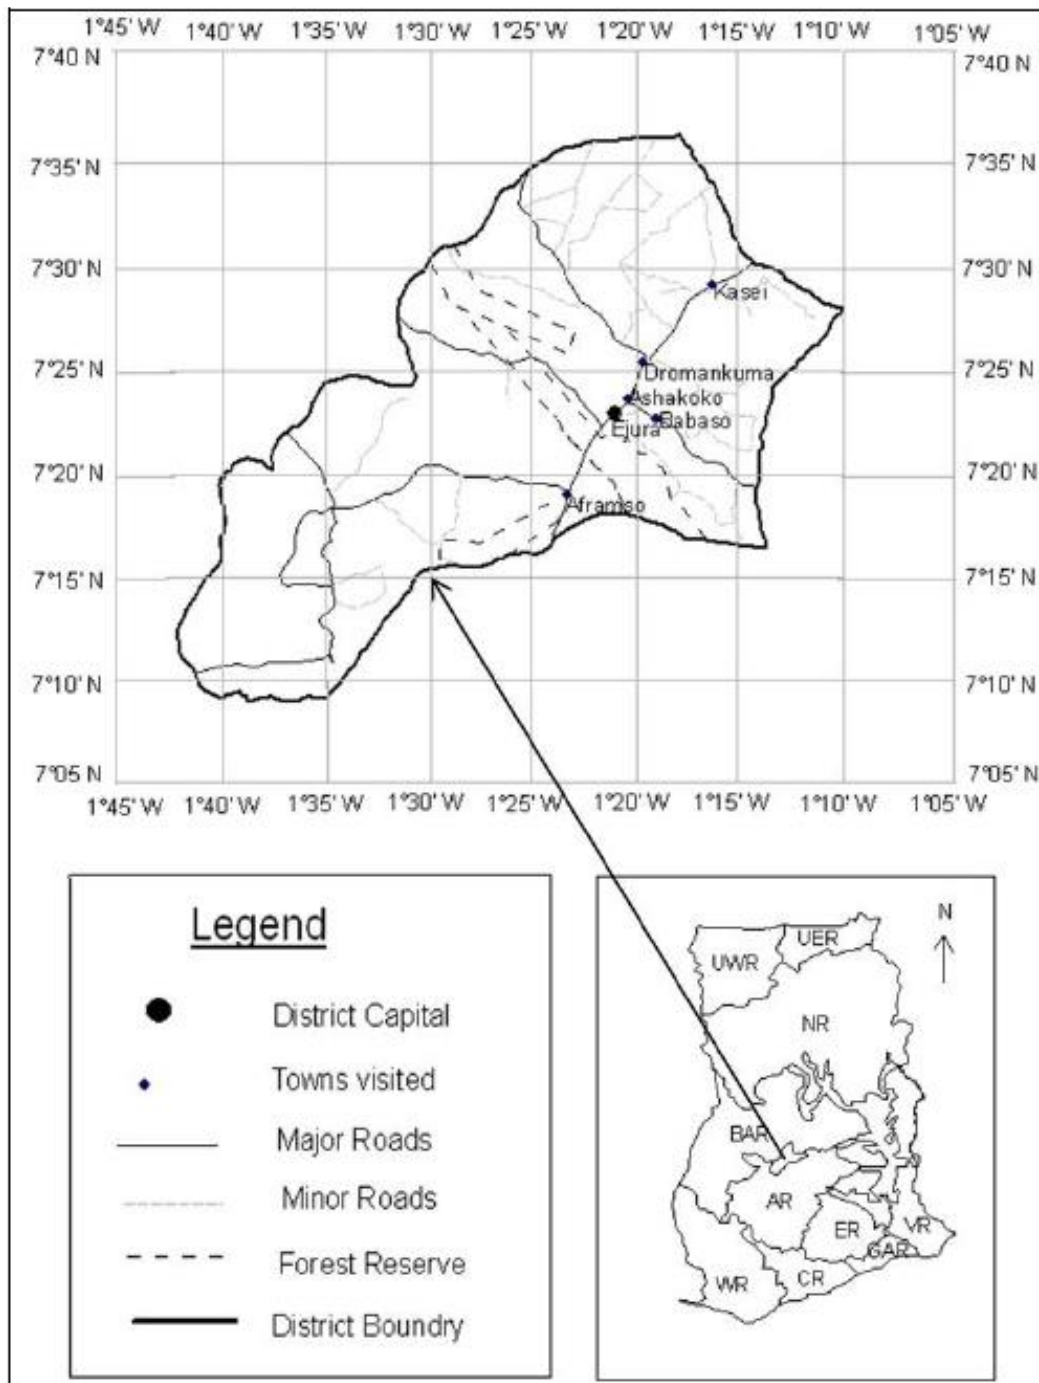 1°45' W 1°40' W 1°35' W 1°30' W 1°25' W 1°20' W 1°15' W 1°05' W
7°40 N 7°40 N
7°35' N 7°35' N
7°30' N 7°30' N
Kasei
7°25' N 7°25' N
Dromankuma
Ashakoko
Babaso
Ejura
7°20' N 7°20' N
Aframso
7°15' N 7°15' N
7°10' N 7°10' N
7°05 N 7°05 N
1°45' W 1°40' W 1°35' W 1°30' W 1°25' W 1°20' W 1°15' W 1°10' W 1°05' W
Legend
District Capital
Towns visited
Major Roads
Minor Roads
Forest Reserve
District Boundry
N
UER
UWR
NR
BAR
AR
ER
VR
GAR
WR
CR